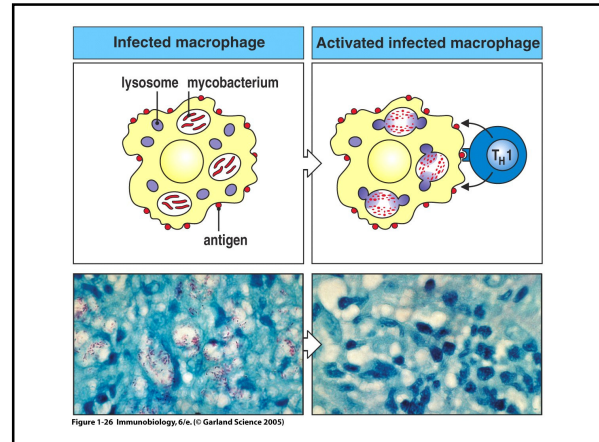 Infected macrophage
Activated infected macrophage
lysosome mycobacterium
antigen
TH1
Figure 1-26 Immunobiology, 6/e. (© Garland Science 2005)